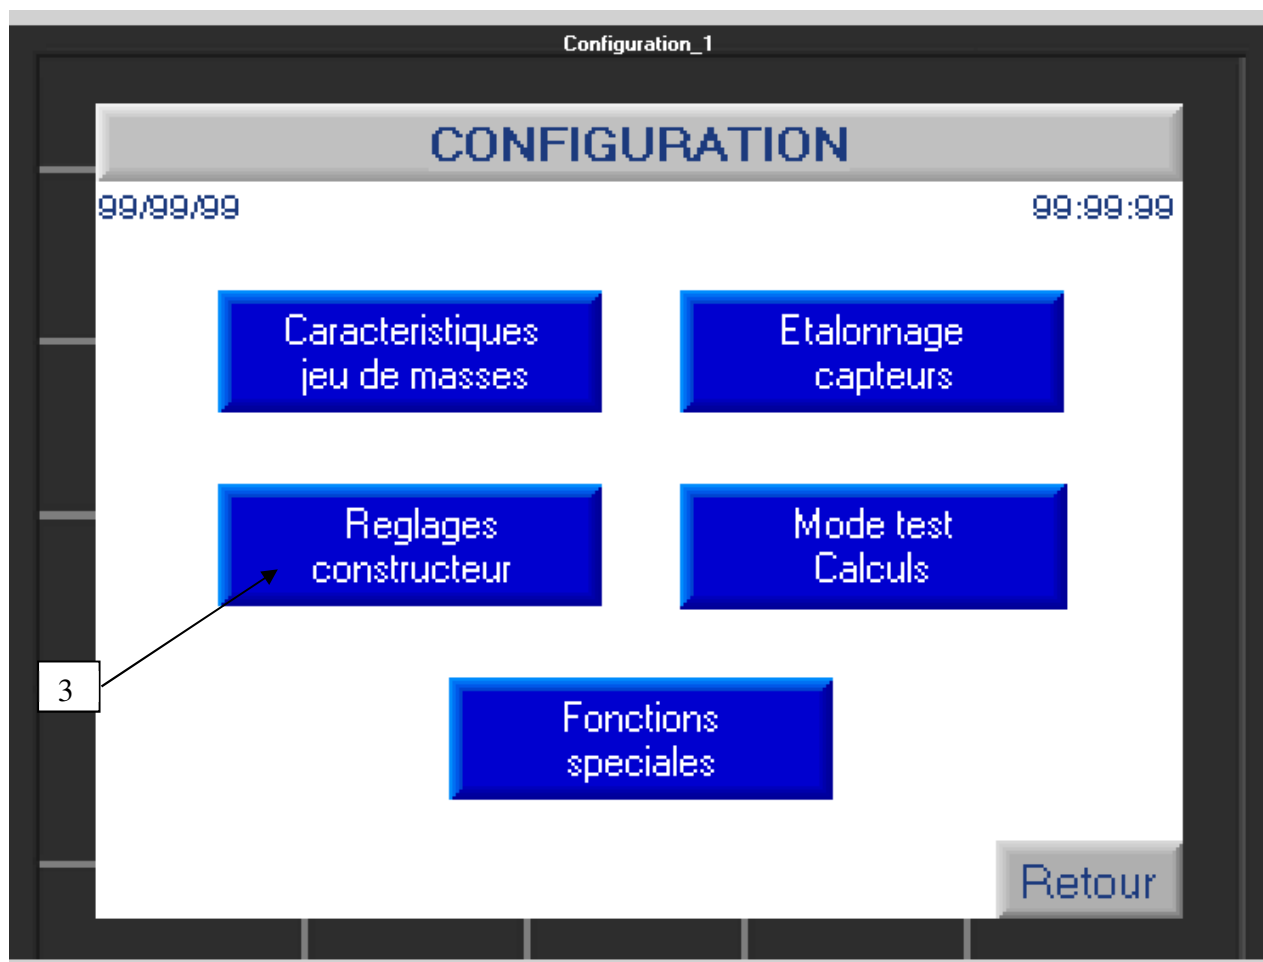 Configuration_1
CONFIGURATION
99/99/99
99:99:99
Caracteristiques
jeu de masses
Etalonnage
capteurs
Reglages
constructeur
Mode test
Calculs
3
Fonctions
speciales
Retour